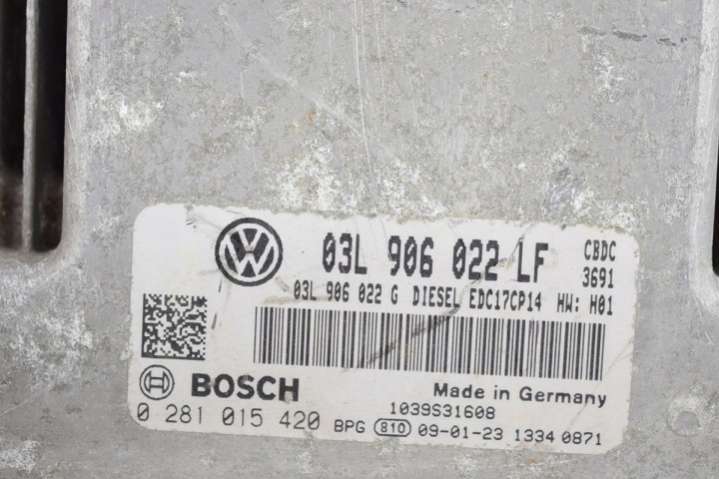 03L 906 022 LF CBDC
3691
03L 906 022 G DIESEL EDC17CP14 HW: H01
BOSCH Made in Germany
1039S31608
0 281 015 420 BPG 810 09-01-23 1334 0871